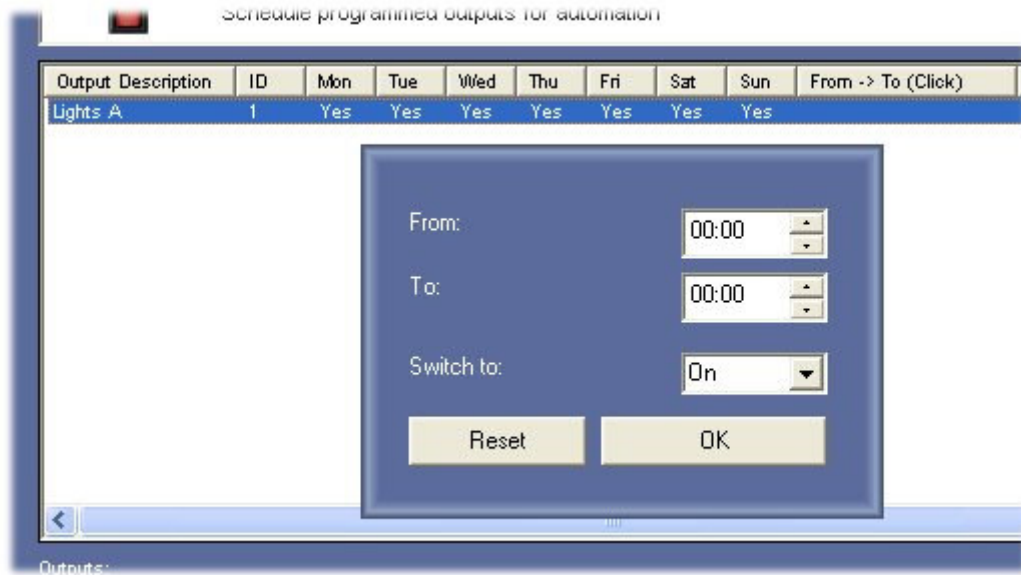 Schedule programmed outputs for automation
Output Description ID Mon Tue Wed Thu Fri Sat Sun From -> To (Click)
Lights A 1 Yes Yes Yes Yes Yes Yes Yes
From: 00:00
To: 00:00
Switch to: On
Reset OK
Outputs: